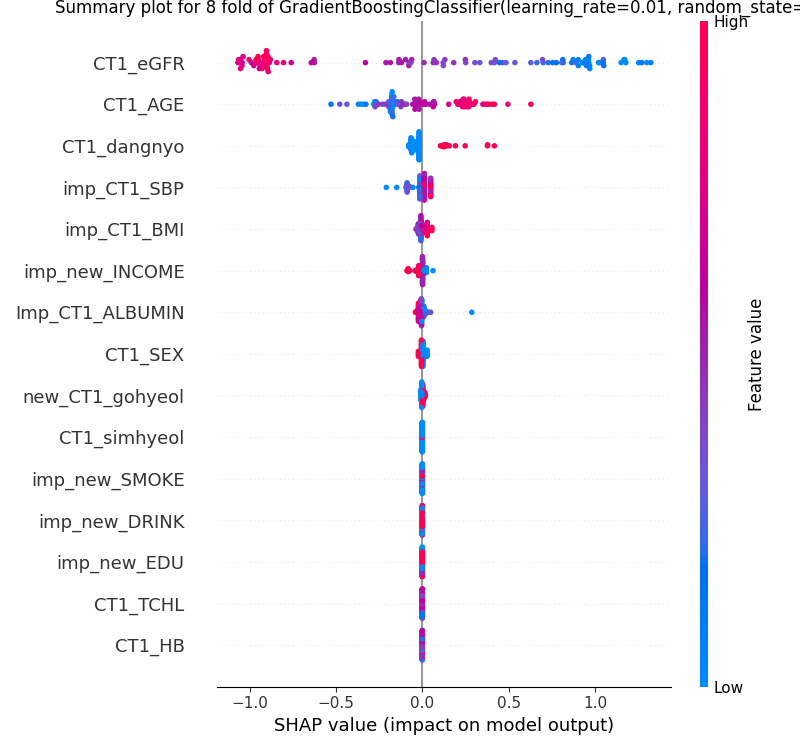 Summary plot for 8 fold of GradientBoostingClassifier(learning_rate=0.01, random_state=
High
CT1_eGFR
CT1_AGE
CT1_dangnyo
imp_CT1_SBP
imp_CT1_BMI
imp_new_INCOME
Imp_CT1_ALBUMIN
CT1_SEX
new_CT1_gohyeol
CT1_simhyeol
imp_new_SMOKE
imp_new_DRINK
imp_new_EDU
CT1_TCHL
CT1_HB
Feature value
Low
−1.0 −0.5 0.0 0.5 1.0
SHAP value (impact on model output)